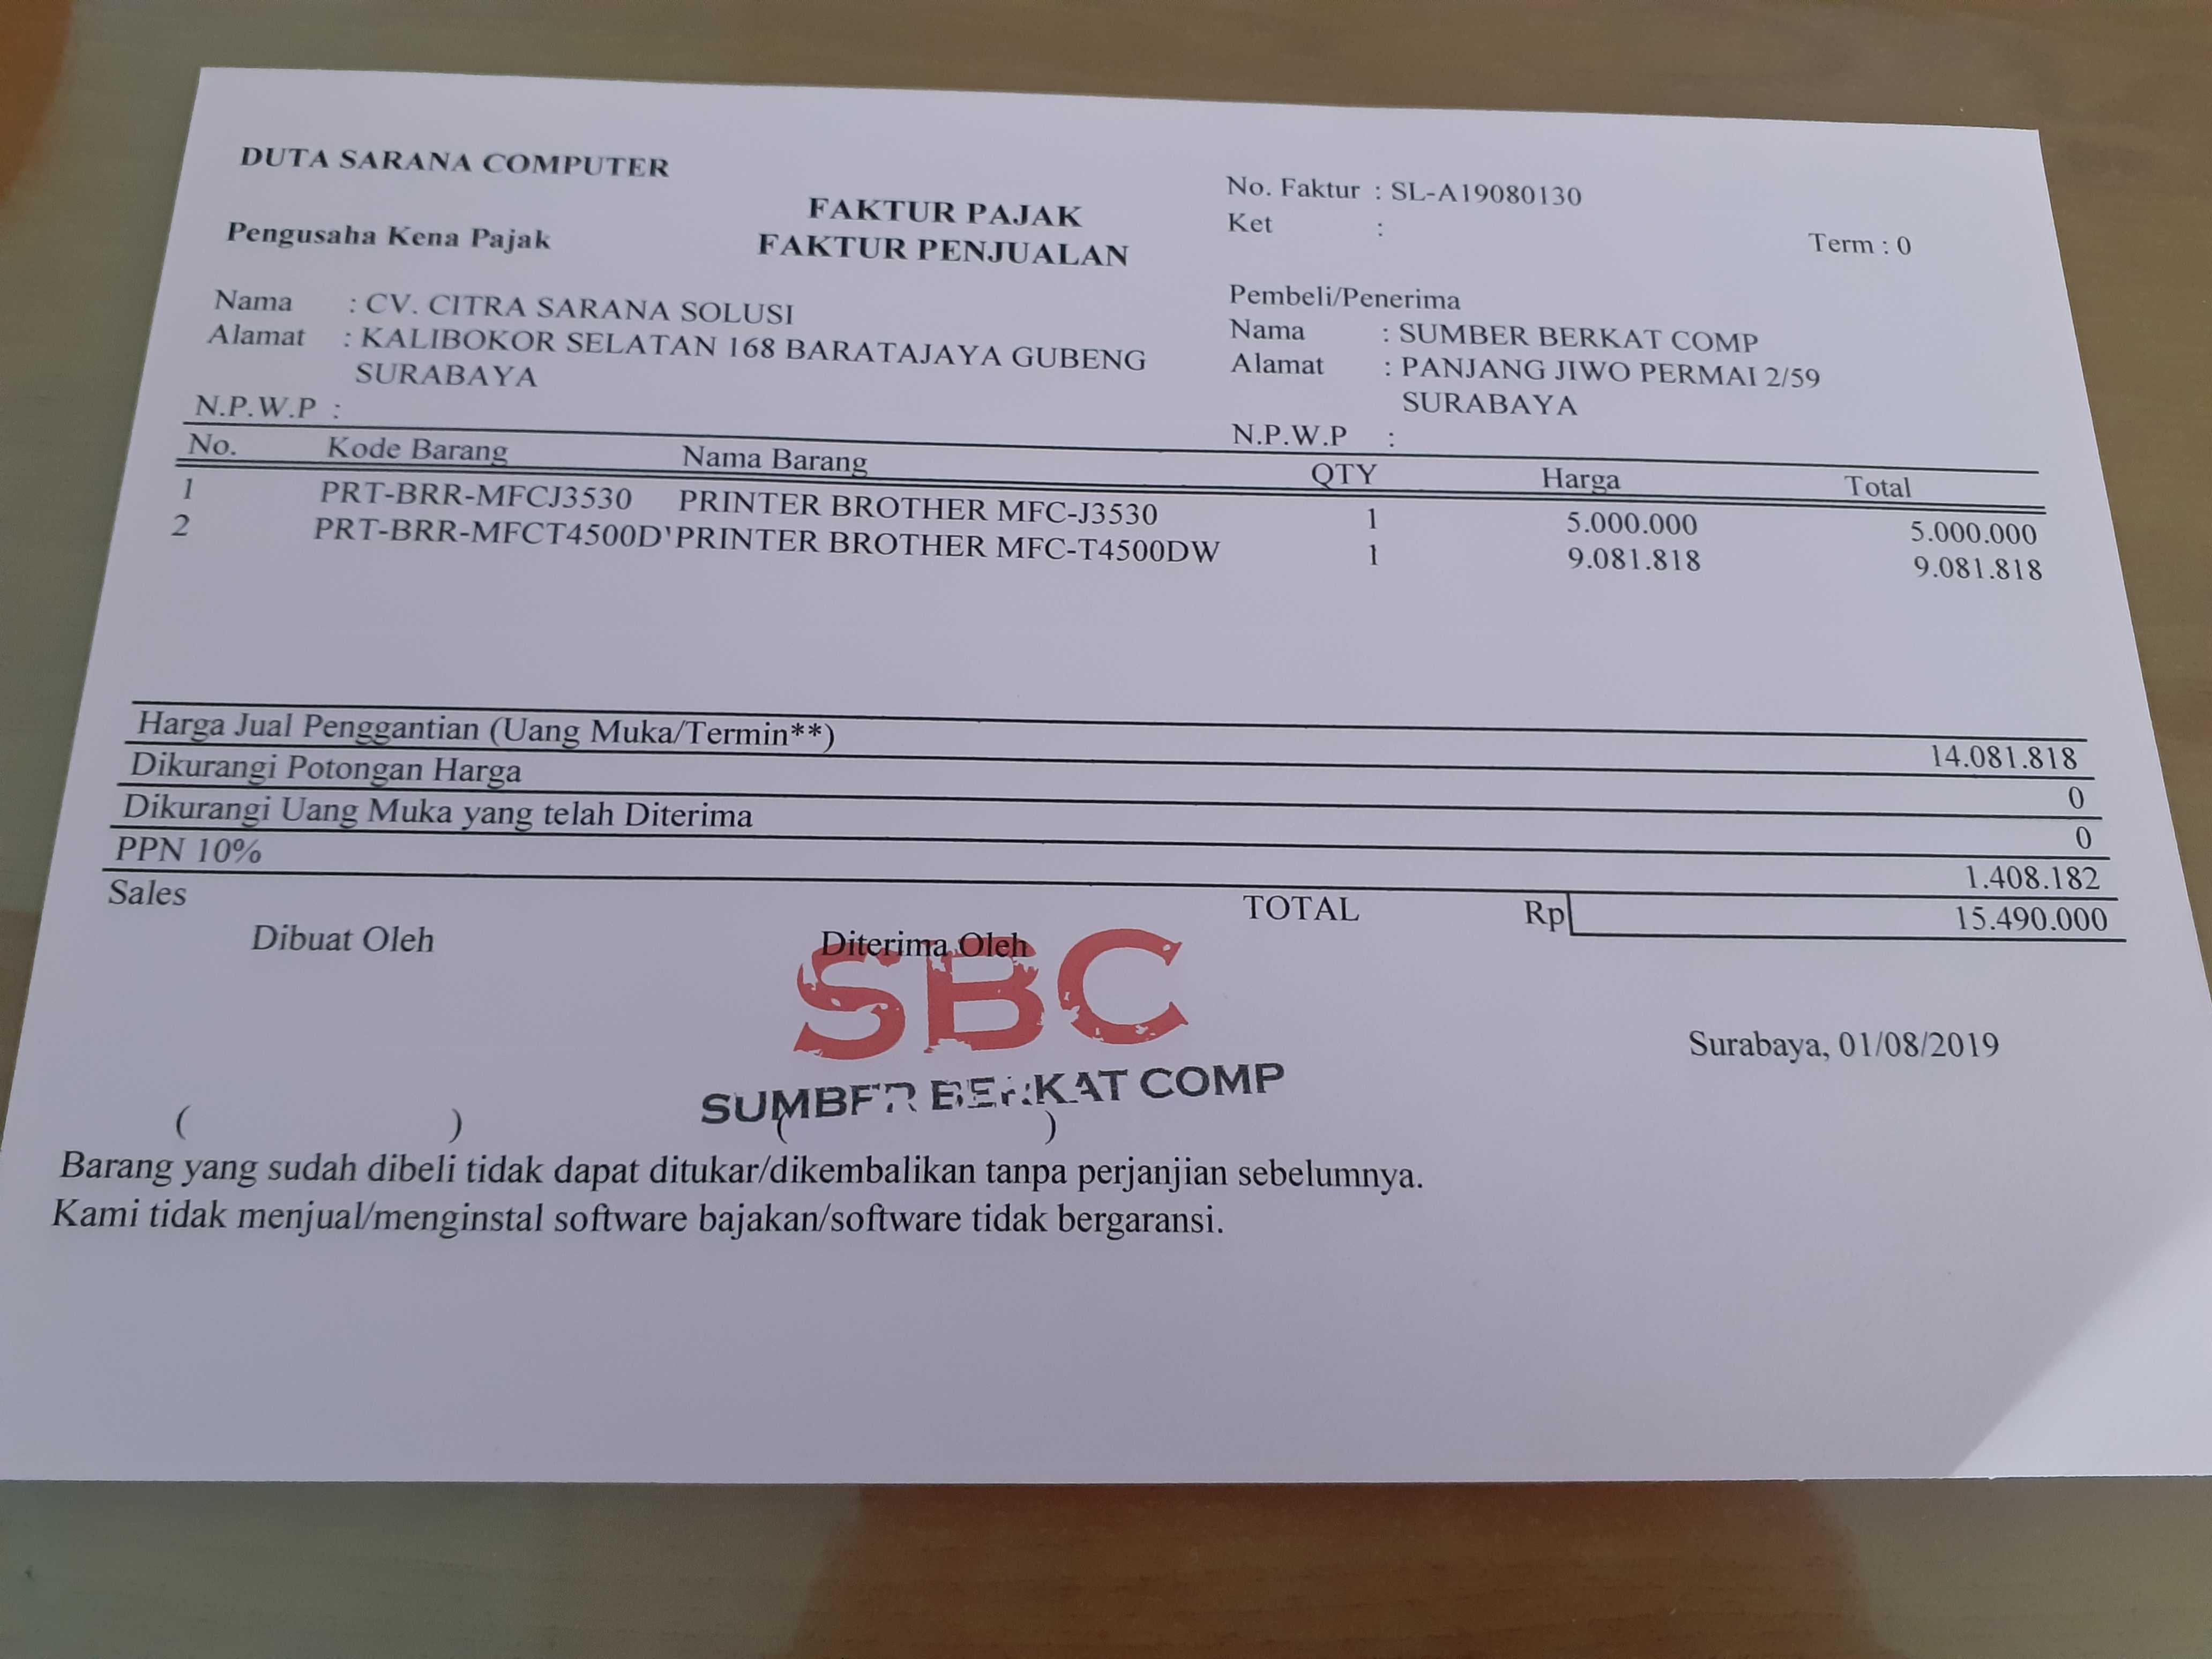 DUTA SARANA COMPUTER
FAKTUR PAJAK
FAKTUR PENJUALAN
No. Faktur : SL-A19080130
Ket :
Term : 0
Pengusaha Kena Pajak
Nama : CV. CITRA SARANA SOLUSI
Alamat : KALIBOKOR SELATAN 168 BARATAJAYA GUBENG
SURABAYA
N.P.W.P :
Pembeli/Penerima
Nama : SUMBER BERKAT COMP
Alamat : PANJANG JIWO PERMAI 2/59
SURABAYA
N.P.W.P :
No. Kode Barang Nama Barang QTY Harga Total
1 PRT-BRR-MFCJ3530 PRINTER BROTHER MFC-J3530 1 5.000.000 5.000.000
2 PRT-BRR-MFCT4500D'PRINTER BROTHER MFC-T4500DW 1 9.081.818 9.081.818
Harga Jual Penggantian (Uang Muka/Termin**) 14.081.818
Dikurangi Potongan Harga 0
Dikurangi Uang Muka yang telah Diterima 0
PPN 10% 1.408.182
Sales TOTAL Rp 15.490.000
Dibuat Oleh Diterima Oleh
SBC
SUMBER BERKAT COMP
Surabaya, 01/08/2019
( ) ( )
Barang yang sudah dibeli tidak dapat ditukar/dikembalikan tanpa perjanjian sebelumnya.
Kami tidak menjual/menginstal software bajakan/software tidak bergaransi.